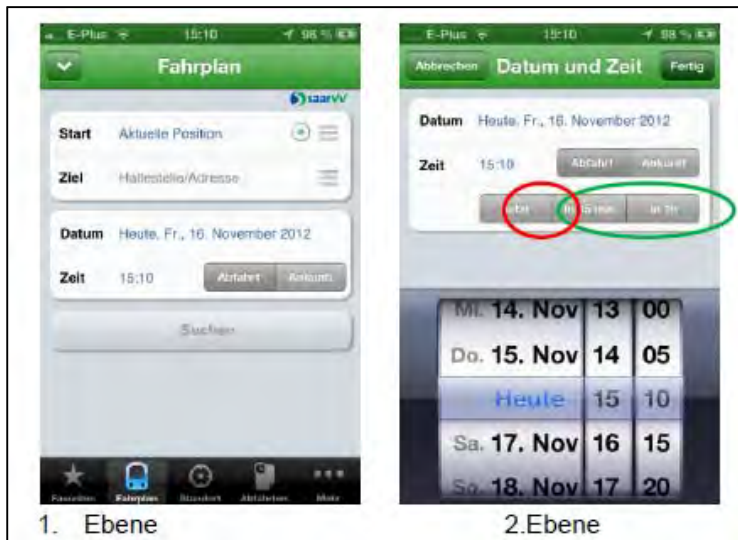 E-Plus 15:10 98 %
Fahrplan
saarVV
Start Aktuelle Position
Ziel Haltestelle/Adresse
Datum Heute, Fr., 16. November 2012
Zeit 15:10 Abfahrt Ankunft
Suchen
Favoriten Fahrplan Standort Abfahrten Mehr
1. Ebene
E-Plus 15:10 98 %
Abbrechen Datum und Zeit Fertig
Datum Heute, Fr., 16. November 2012
Zeit 15:10 Abfahrt Ankunft
Jetzt in 15 min in 1h
Mi. 14. Nov 13 00
Do. 15. Nov 14 05
Heute 15 10
Sa. 17. Nov 16 15
So. 18. Nov 17 20
2.Ebene